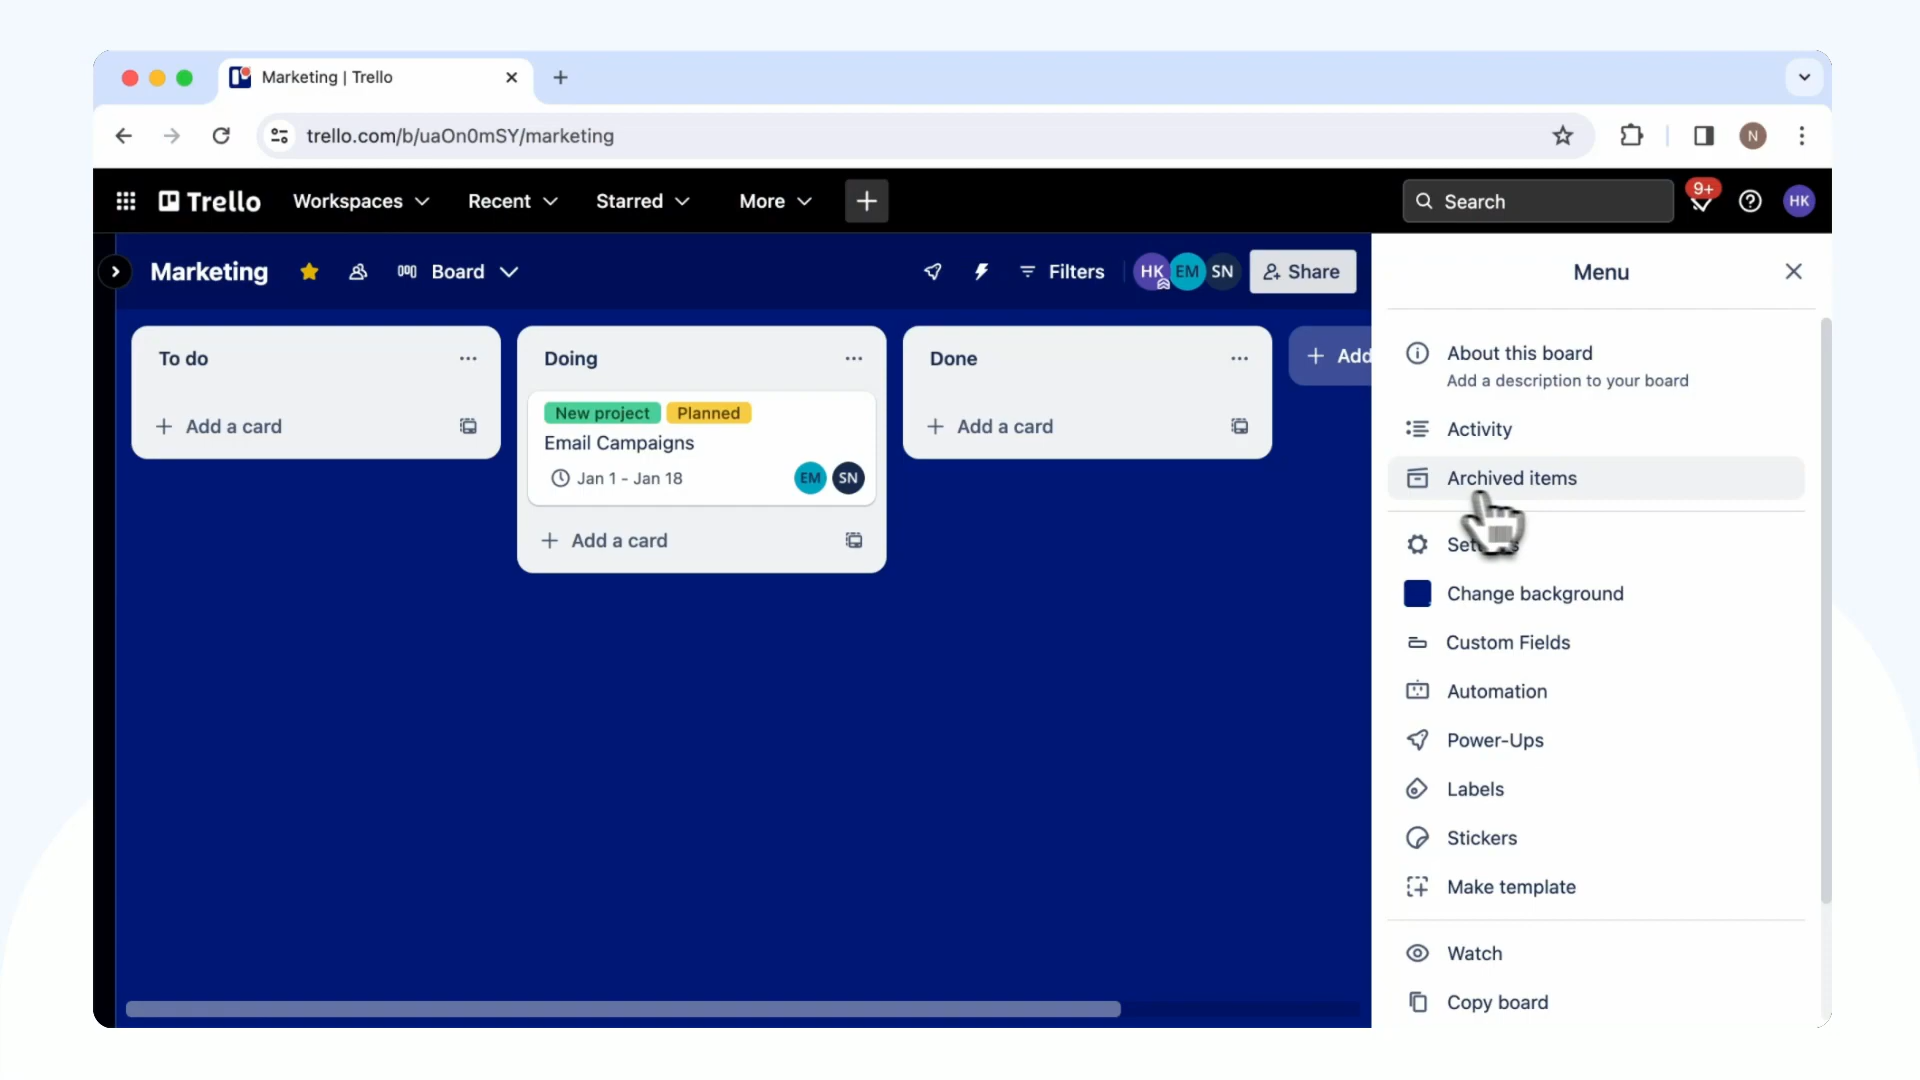 Marketing | Trello
trello.com/b/uaOn0mSY/marketing
N
Trello
Workspaces
Recent
Starred
More
Search
9+
HK
Marketing
Board
Filters
HK
EM
SN
Share
To do
Add a card
Doing
New project
Planned
Email Campaigns
Jan 1 - Jan 18
EM
SN
Add a card
Done
Add a card
Add
Menu
About this board
Add a description to your board
Activity
Archived items
Change background
Custom Fields
Automation
Power-Ups
Labels
Stickers
Make template
Watch
Copy board